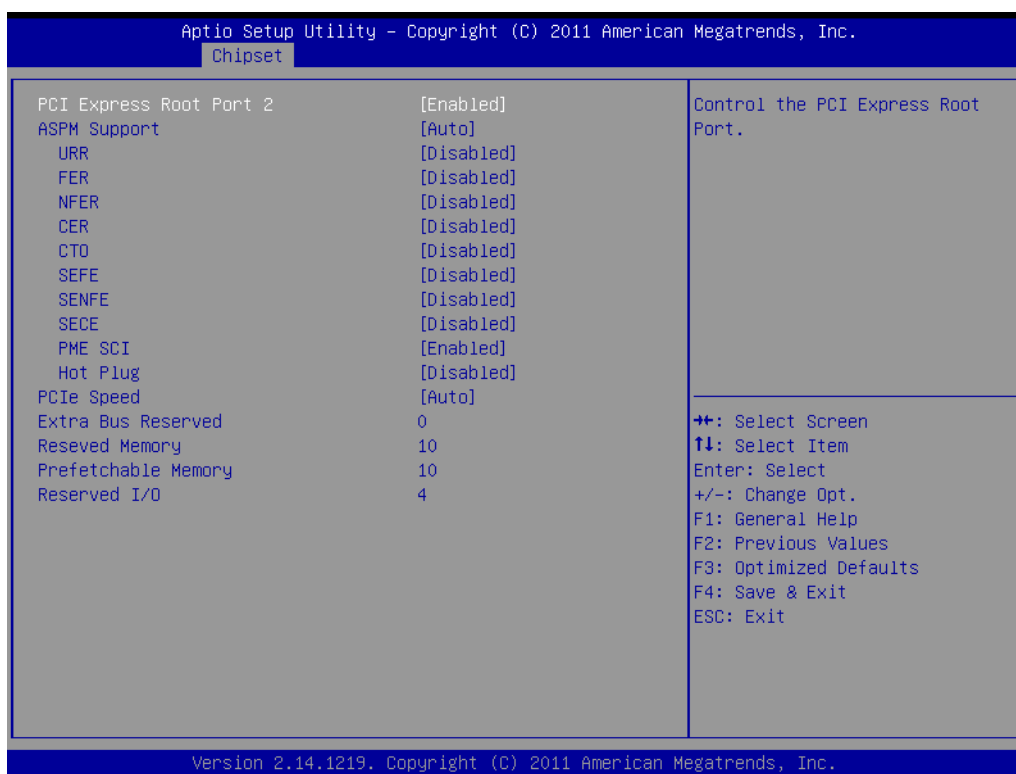 Aptio Setup Utility – Copyright (C) 2011 American Megatrends, Inc.
Chipset
PCI Express Root Port 2 [Enabled]
ASPM Support [Auto]
URR [Disabled]
FER [Disabled]
NFER [Disabled]
CER [Disabled]
CTO [Disabled]
SEFE [Disabled]
SENFE [Disabled]
SECE [Disabled]
PME SCI [Enabled]
Hot Plug [Disabled]
PCIe Speed [Auto]
Extra Bus Reserved 0
Reseved Memory 10
Prefetchable Memory 10
Reserved I/O 4
Control the PCI Express Root
Port.
→←: Select Screen
↑↓: Select Item
Enter: Select
+/-: Change Opt.
F1: General Help
F2: Previous Values
F3: Optimized Defaults
F4: Save & Exit
ESC: Exit
Version 2.14.1219. Copyright (C) 2011 American Megatrends, Inc.